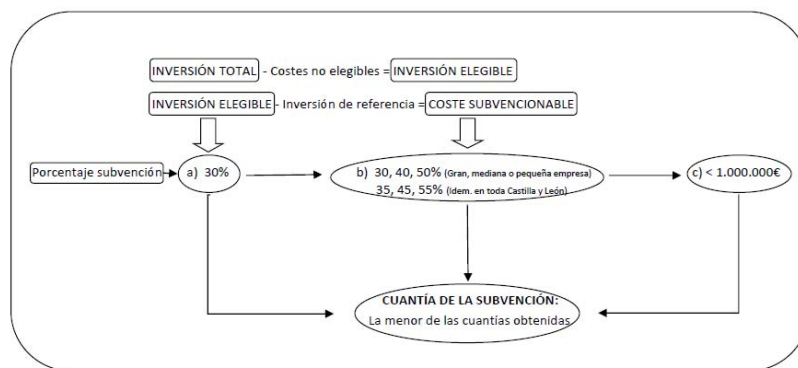 INVERSIÓN TOTAL - Costes no elegibles = INVERSIÓN ELEGIBLE
INVERSIÓN ELEGIBLE - Inversión de referencia = COSTE SUBVENCIONABLE
Porcentaje subvención
a) 30%
b) 30, 40, 50% (Gran, mediana o pequeña empresa)
35, 45, 55% (Idem. en toda Castilla y León)
c) < 1.000.000€
CUANTÍA DE LA SUBVENCIÓN:
La menor de las cuantías obtenidas